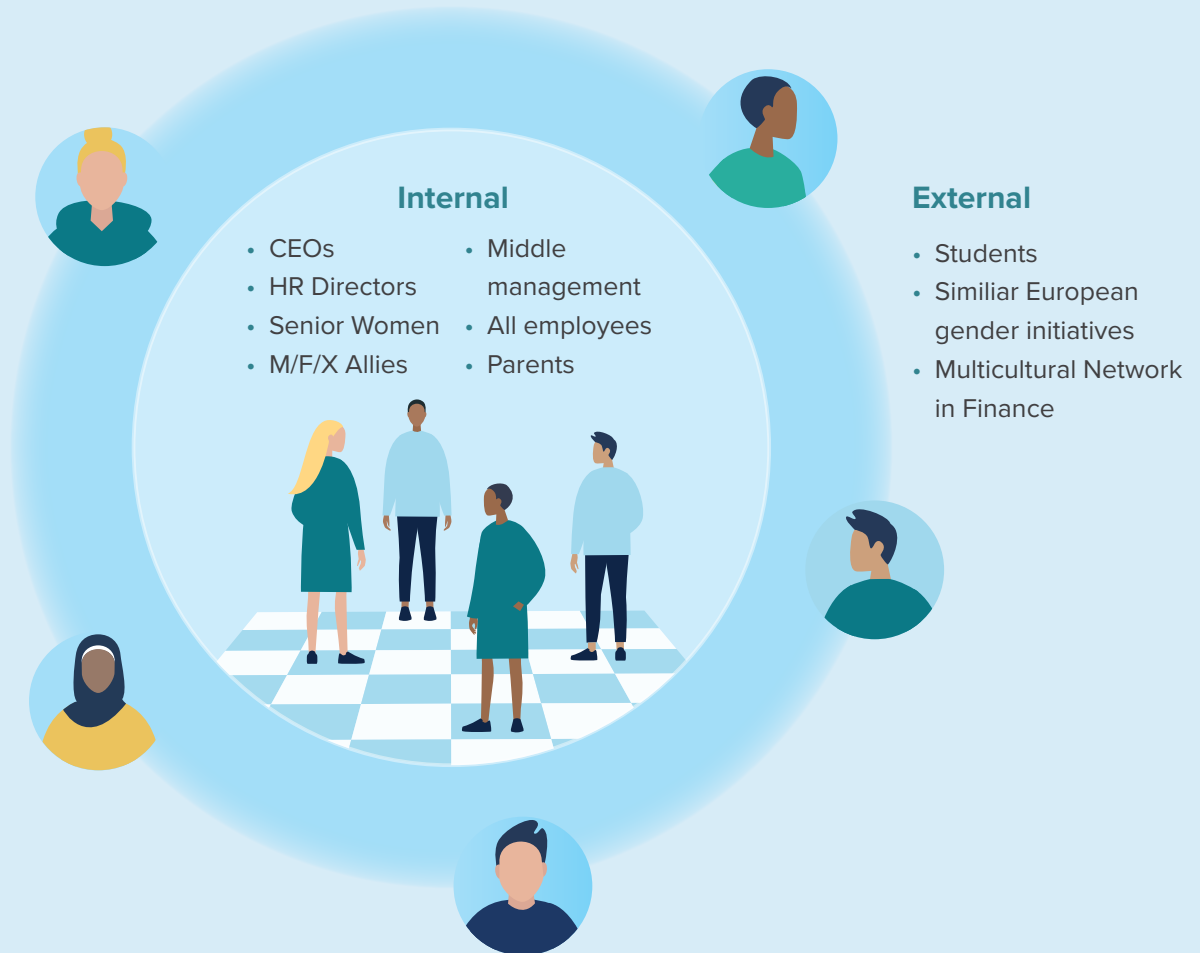 Internal
• CEOs
• HR Directors
• Senior Women
• M/F/X Allies
• Middle
management
• All employees
• Parents
External
• Students
• Similiar European
gender initiatives
• Multicultural Network
in Finance